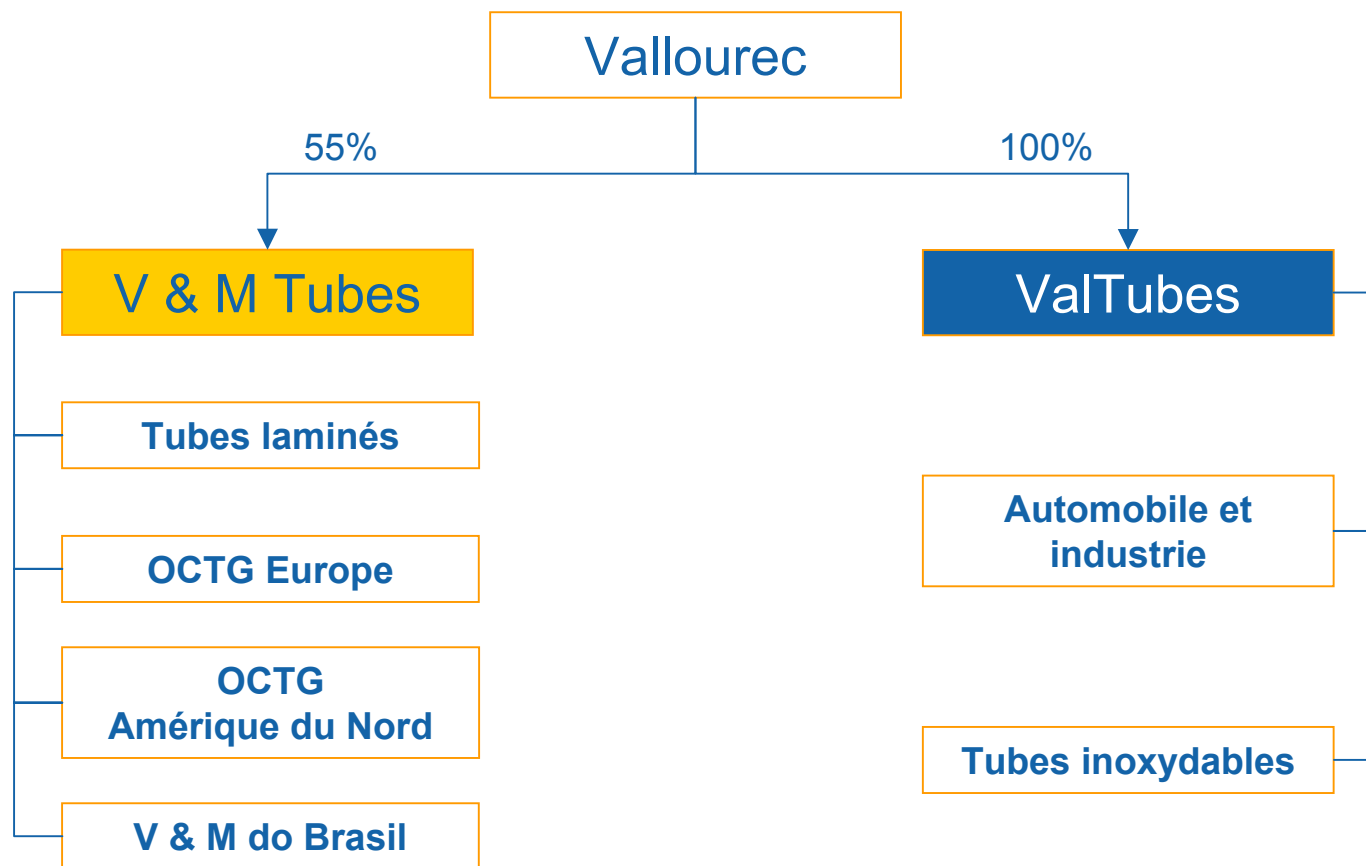 Vallourec
55%
100%
V & M Tubes
ValTubes
Tubes laminés
Automobile et
industrie
OCTG Europe
OCTG
Amérique du Nord
Tubes inoxydables
V & M do Brasil